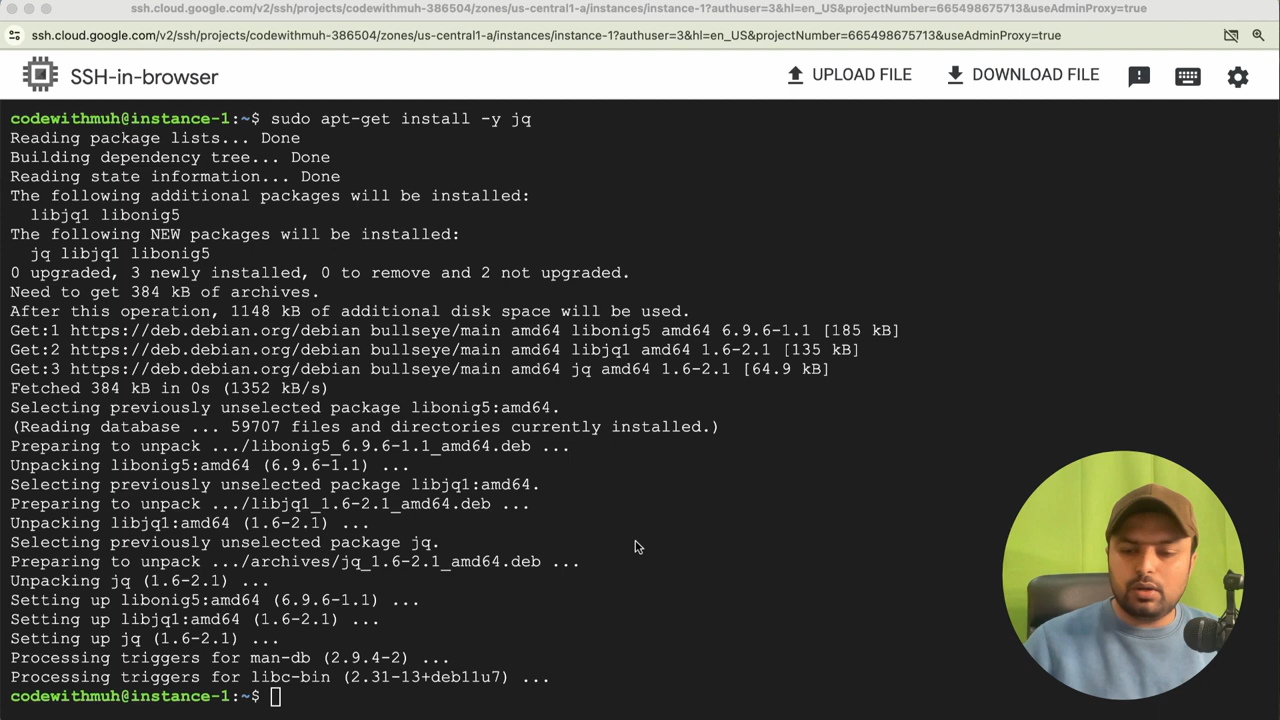 ssh.cloud.google.com/v2/ssh/projects/codewithmuh-386504/zones/us-central1-a/instances/instance-1?authuser=3&hl=en_US&projectNumber=665498675713&useAdminProxy=true
ssh.cloud.google.com/v2/ssh/projects/codewithmuh-386504/zones/us-central1-a/instances/instance-1?authuser=3&hl=en_US&projectNumber=665498675713&useAdminProxy=true
SSH-in-browser
UPLOAD FILE
DOWNLOAD FILE
codewithmuh@instance-1:~$ sudo apt-get install -y jq
Reading package lists... Done
Building dependency tree... Done
Reading state information... Done
The following additional packages will be installed:
  libjq1 libonig5
The following NEW packages will be installed:
  jq libjq1 libonig5
0 upgraded, 3 newly installed, 0 to remove and 2 not upgraded.
Need to get 384 kB of archives.
After this operation, 1148 kB of additional disk space will be used.
Get:1 https://deb.debian.org/debian bullseye/main amd64 libonig5 amd64 6.9.6-1.1 [185 kB]
Get:2 https://deb.debian.org/debian bullseye/main amd64 libjq1 amd64 1.6-2.1 [135 kB]
Get:3 https://deb.debian.org/debian bullseye/main amd64 jq amd64 1.6-2.1 [64.9 kB]
Fetched 384 kB in 0s (1352 kB/s)
Selecting previously unselected package libonig5:amd64.
(Reading database ... 59707 files and directories currently installed.)
Preparing to unpack .../libonig5_6.9.6-1.1_amd64.deb ...
Unpacking libonig5:amd64 (6.9.6-1.1) ...
Selecting previously unselected package libjq1:amd64.
Preparing to unpack .../libjq1_1.6-2.1_amd64.deb ...
Unpacking libjq1:amd64 (1.6-2.1) ...
Selecting previously unselected package jq.
Preparing to unpack .../archives/jq_1.6-2.1_amd64.deb ...
Unpacking jq (1.6-2.1) ...
Setting up libonig5:amd64 (6.9.6-1.1) ...
Setting up libjq1:amd64 (1.6-2.1) ...
Setting up jq (1.6-2.1) ...
Processing triggers for man-db (2.9.4-2) ...
Processing triggers for libc-bin (2.31-13+deb11u7) ...
codewithmuh@instance-1:~$